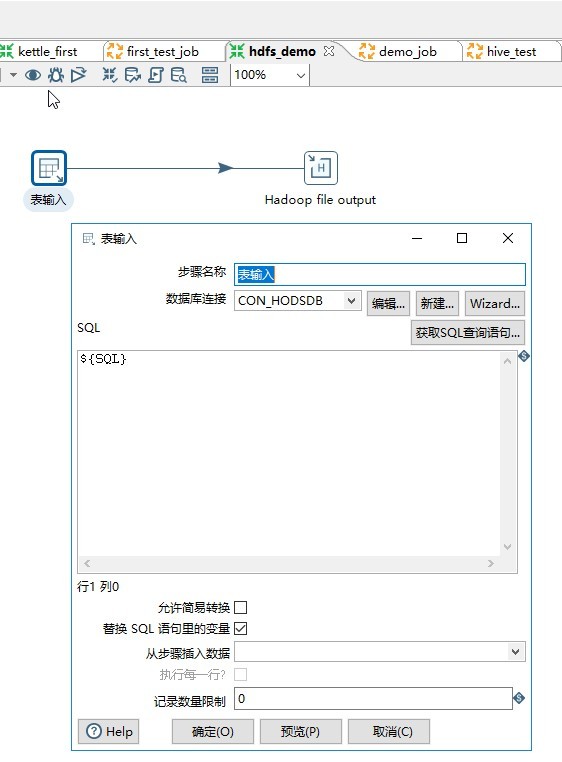 kettle_first first_test_job hdfs_demo demo_job hive_test
100%
表输入 Hadoop file output
表输入
步骤名称 表输入
数据库连接 CON_HODSDB 编辑... 新建... Wizard...
SQL 获取SQL查询语句...
${SQL}
行1 列0
允许简易转换
替换 SQL 语句里的变量
从步骤插入数据
执行每一行?
记录数量限制 0
Help 确定(O) 预览(P) 取消(C)